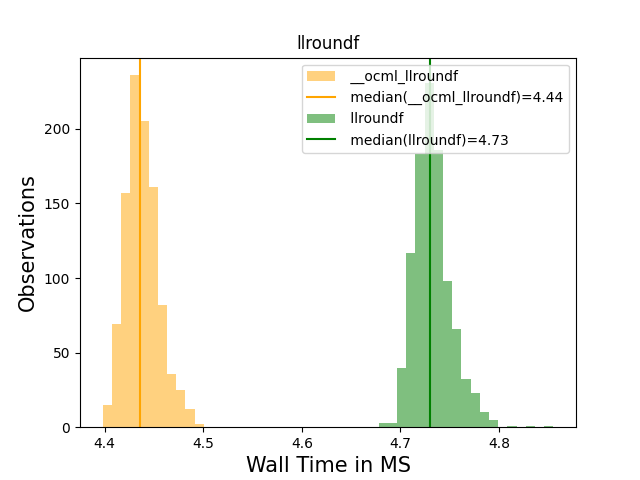 llroundf
__ocml_llroundf
median(__ocml_llroundf)=4.44
llroundf
median(llroundf)=4.73
Observations
200
150
100
50
0
4.4 4.5 4.6 4.7 4.8
Wall Time in MS